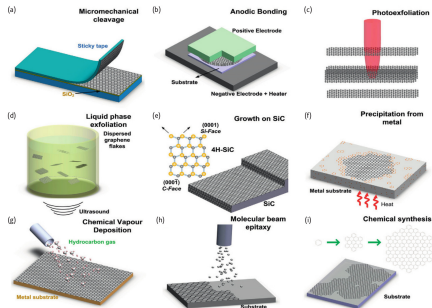 (a)
Micromechanical
cleavage
Sticky tape
SiO₂
(b)
Anodic Bonding
Positive Electrode
Substrate
Negative Electrode + Heater
(c)
Photoexfoliation
(d)
Liquid phase
exfoliation
Dispersed
graphene
flakes
Ultrasound
(e)
Growth on SiC
(0001)
Si-Face
4H-SiC
(0001̅)
C-Face
SiC
(f)
Precipitation from
metal
Metal substrate
Heat
(g)
Chemical Vapour
Deposition
Hydrocarbon gas
Metal substrate
(h)
Molecular beam
epitaxy
Substrate
(i)
Chemical synthesis
Substrate